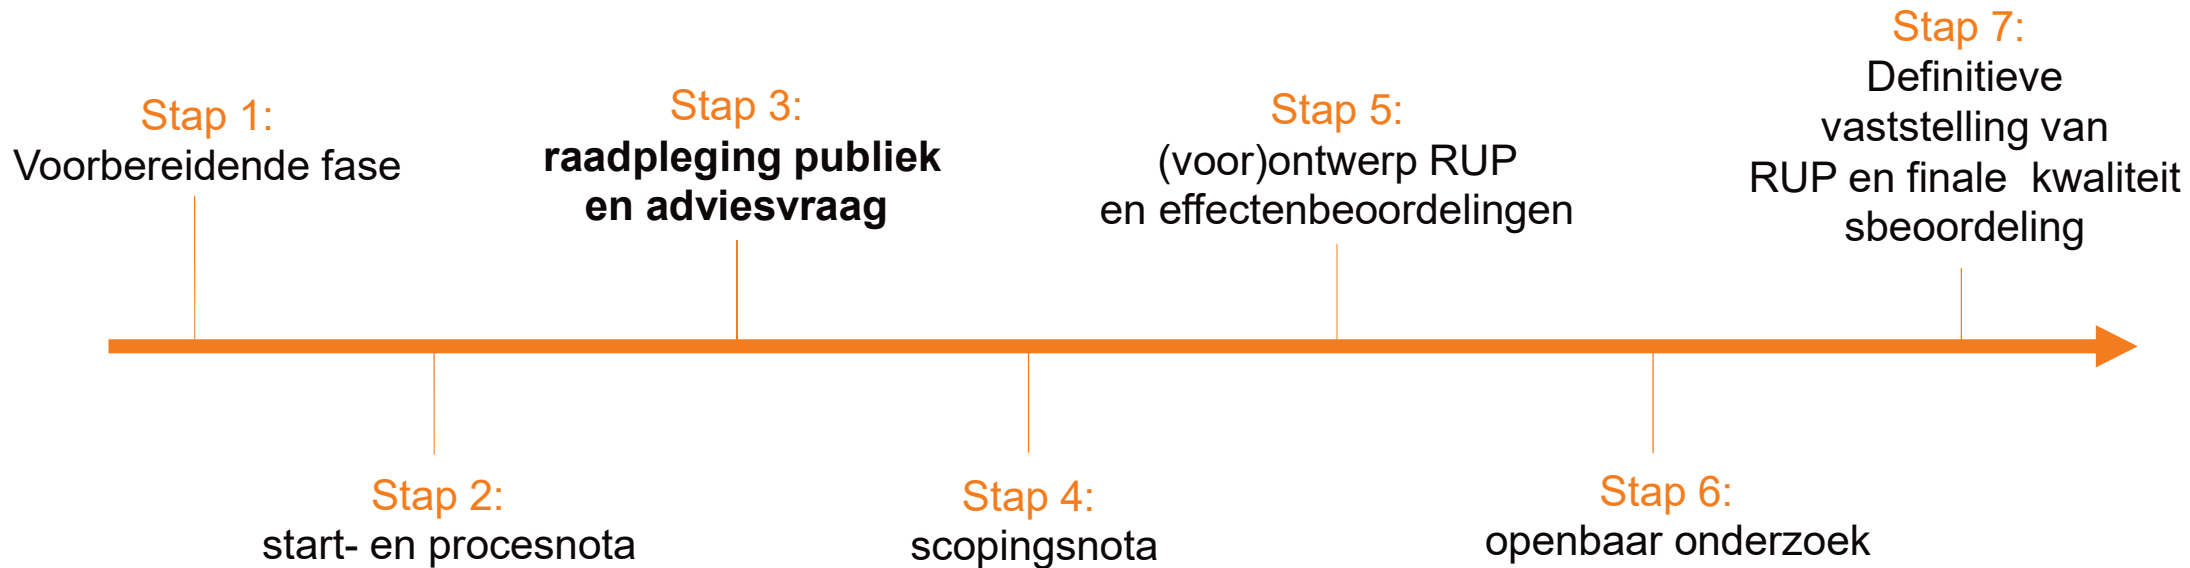 Stap 1:
Voorbereidende fase
Stap 2:
start- en procesnota
Stap 3:
raadpleging publiek
en adviesvraag
Stap 4:
scopingsnota
Stap 5:
(voor)ontwerp RUP
en effectenbeoordelingen
Stap 6:
openbaar onderzoek
Stap 7:
Definitieve
vaststelling van
RUP en finale  kwaliteit
sbeoordeling